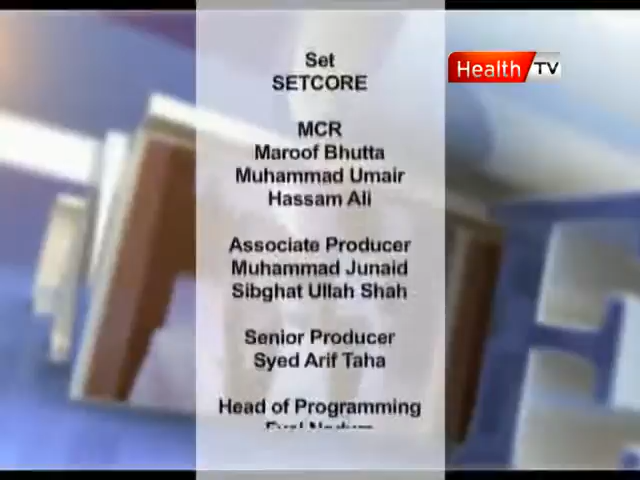 Set
SETCORE
MCR
Maroof Bhutta
Muhammad Umair
Hassam Ali
Associate Producer
Muhammad Junaid
Sibghat Ullah Shah
Senior Producer
Syed Arif Taha
Head of Programming
Health TV